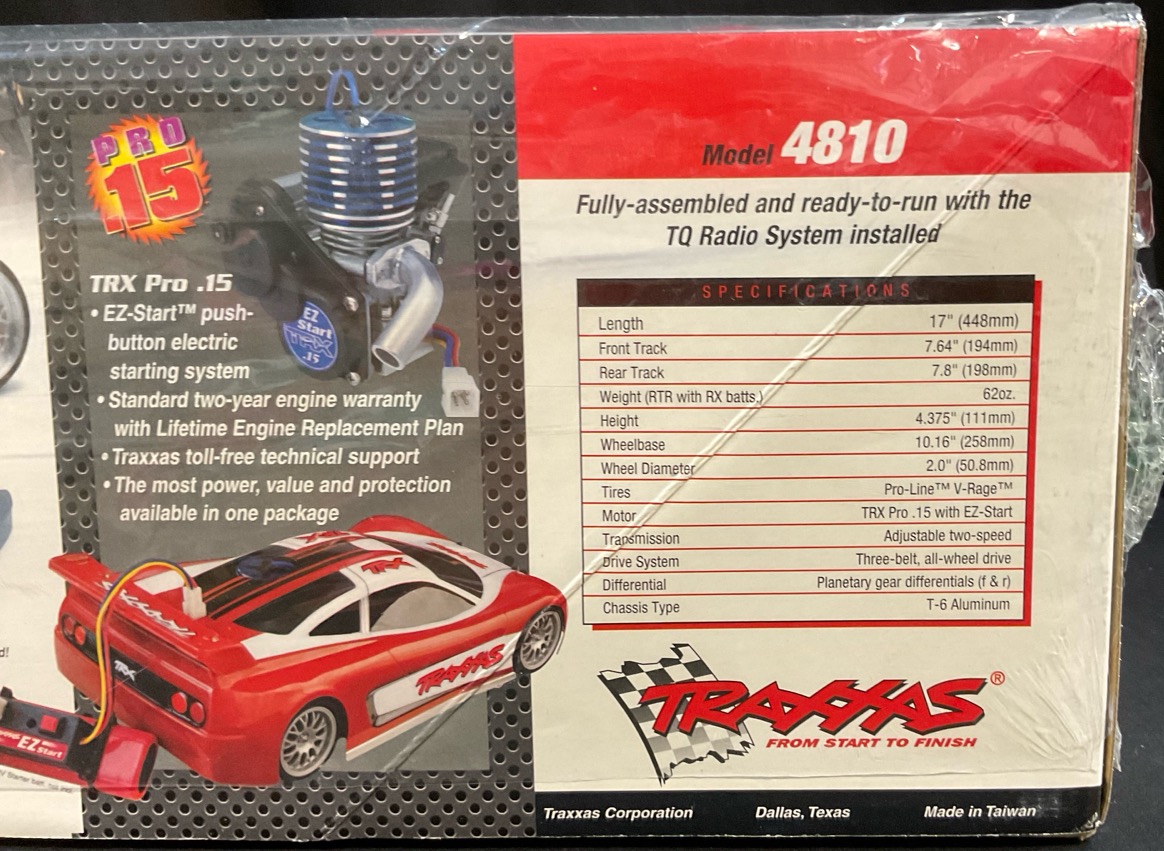 PRO
.15
TRX Pro .15
• EZ-Start™ push-
button electric
starting system
• Standard two-year engine warranty
with Lifetime Engine Replacement Plan
• Traxxas toll-free technical support
• The most power, value and protection
available in one package
EZ
Start
TRX
.15
TRX
TRX
TRAXXAS
EZ Start
d!
Model 4810
Fully-assembled and ready-to-run with the
TQ Radio System installed
SPECIFICATIONS
Length 17" (448mm)
Front Track 7.64" (194mm)
Rear Track 7.8" (198mm)
Weight (RTR with RX batts.) 62oz.
Height 4.375" (111mm)
Wheelbase 10.16" (258mm)
Wheel Diameter 2.0" (50.8mm)
Tires Pro-Line™ V-Rage™
Motor TRX Pro .15 with EZ-Start
Transmission Adjustable two-speed
Drive System Three-belt, all-wheel drive
Differential Planetary gear differentials (f & r)
Chassis Type T-6 Aluminum
TRAXXAS®
FROM START TO FINISH
Traxxas Corporation Dallas, Texas Made in Taiwan